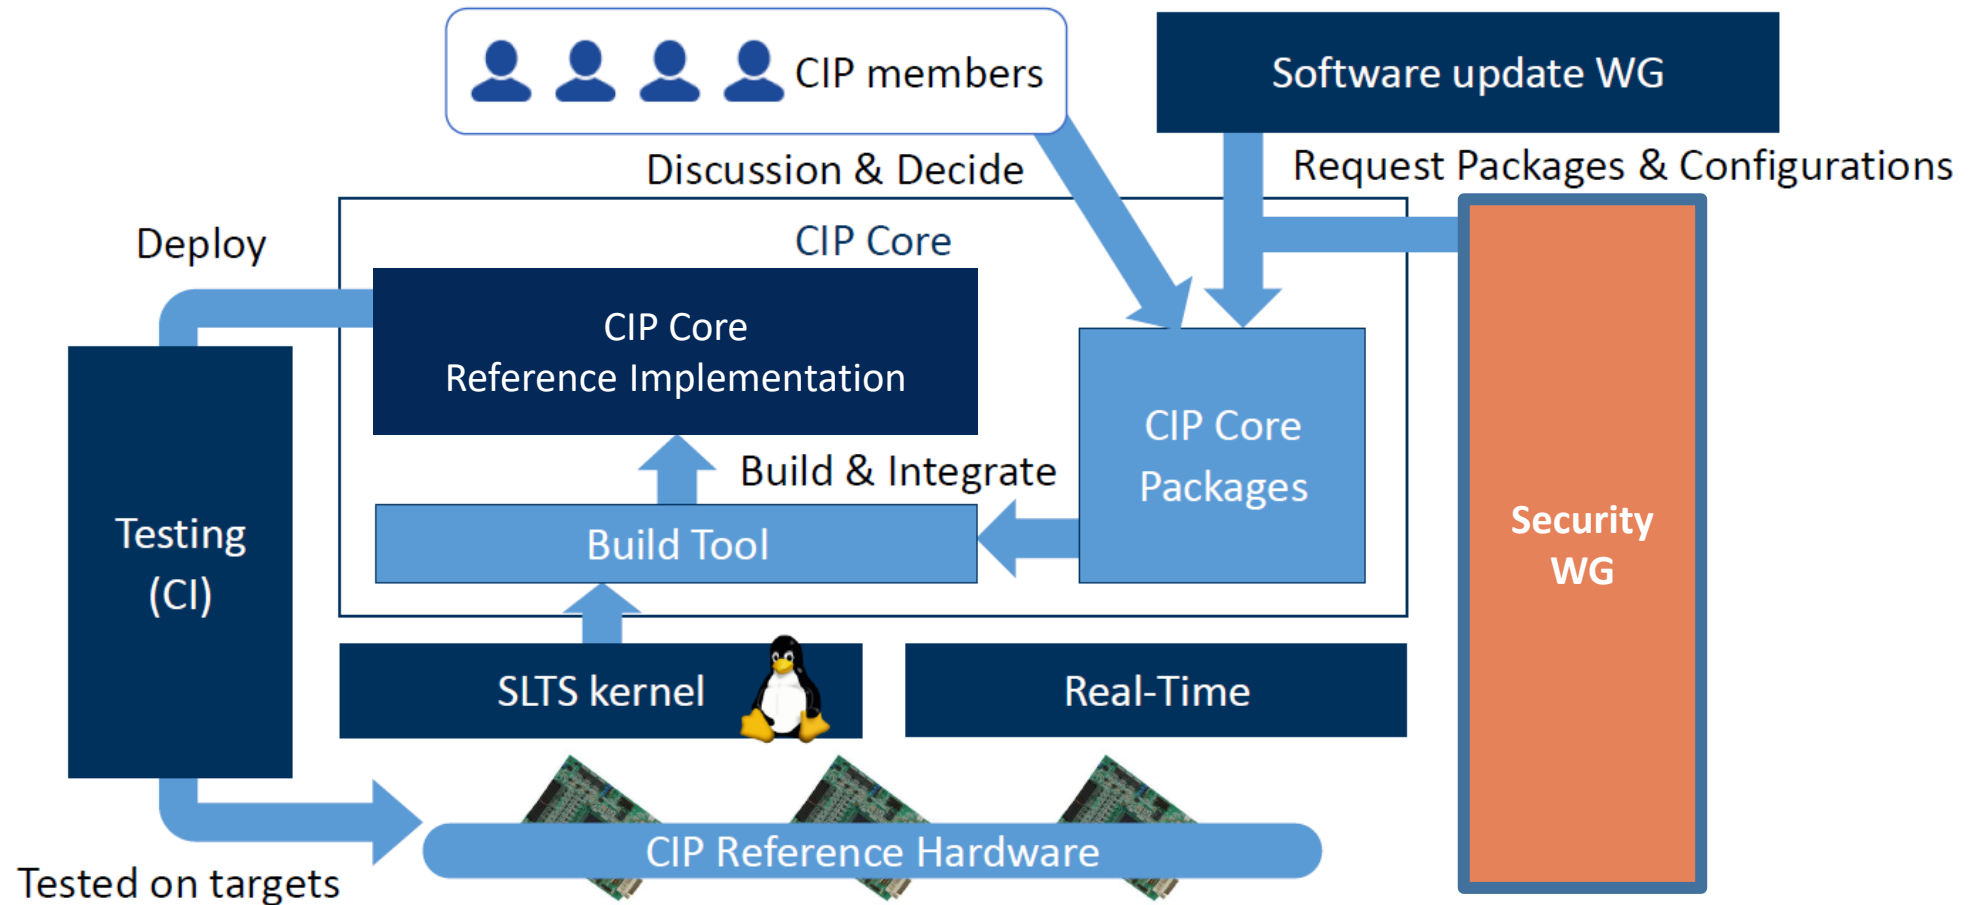 CIP members
Software update WG
Discussion & Decide
Request Packages & Configurations
Deploy
CIP Core
CIP Core
Reference Implementation
CIP Core
Packages
Build & Integrate
Build Tool
Testing
(CI)
Security
WG
SLTS kernel
Real-Time
CIP Reference Hardware
Tested on targets